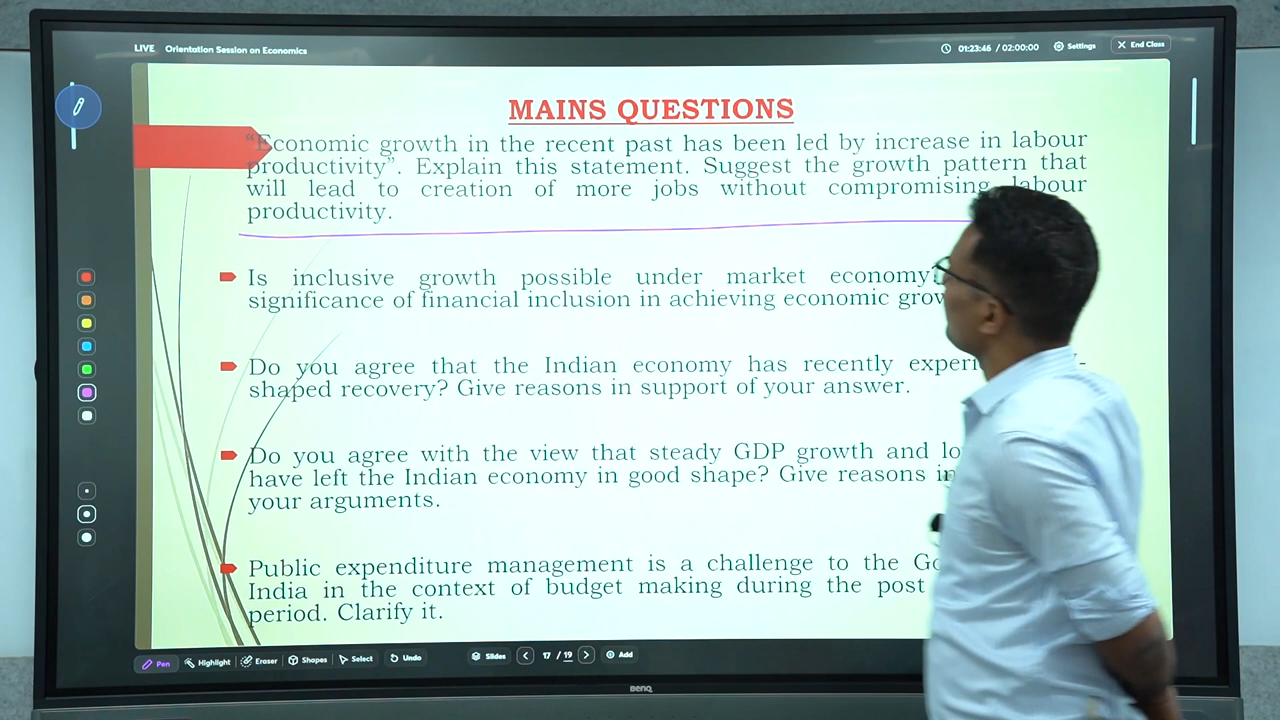 LIVE Orientation Session on Economics
01:23:46 / 02:00:00 Settings End Class
MAINS QUESTIONS
“Economic growth in the recent past has been led by increase in labour
productivity”. Explain this statement. Suggest the growth pattern that
will lead to creation of more jobs without compromising labour
productivity.
Is inclusive growth possible under market economy?
significance of financial inclusion in achieving economic
Do you agree that the Indian economy has recently
shaped recovery? Give reasons in support of your answer.
Do you agree with the view that steady GDP growth and
have left the Indian economy in good shape? Give reasons in
your arguments.
Public expenditure management is a challenge to the
India in the context of budget making during the post
period. Clarify it.
Pen Highlight Eraser Shapes Select Undo Slides 17 / 19 Add
BenQ